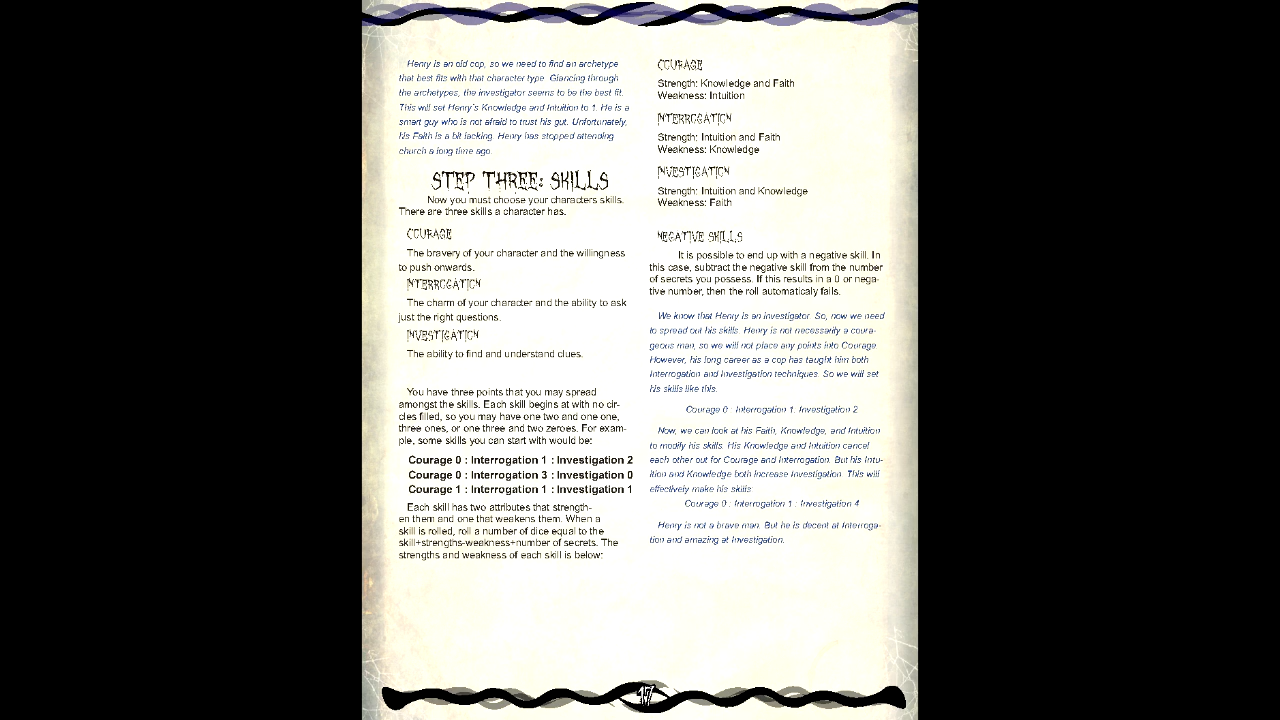 Henry is an old cop, so we need to find an archetype
that best fits with that character type. Glancing through
the archetypes, the investigator seems to be the best fit.
This will set Henry's Knowledge and Intuition to 1. He is a
smart guy who is not afraid to trust his gut. Unfortunately,
his Faith is a bit lacking. Henry has stopped attending
church a long time ago.
STEP THREE: SKILLS
Now you must choose your characters skills.
There are three skills a character has.
COURAGE
The bravery of your character and the willingness
to push onwards.
INTERROGATION
The charm of your character and the ability to ask
just the right questions.
INVESTIGATION
The ability to find and understand clues.
You have three points that you may spread
amongst the skills. Each skill begins at with no cir-
cles filled, so you may have one two and one one,
three ones, or one three and two zeroes. For exam-
ple, some skills you can start with would be:
Courage 0 : Interrogation 1 : Investigation 2
Courage 0 : Interrogation 3 : Investigation 0
Courage 1 : Interrogation 1 : Investigation 1
Each skill has two attributes that strength-
en them and one that weakens them. When a
skill is rolled, roll a number of dice equal to the
skill+strengths-weakness+number of secrets. The
strengths and weakness of each skill is below:
COURAGE
Strength: Knowledge and Faith
Weakness: Intuition
INTERROGATION
Strength: Intuition and Faith
Weakness: Knowledge
INVESTIGATION
Strength: Intuition and Knowledge
Weakness: Faith
NEGATIVE SKILLS
It is possible to end up with a negative skill. In
this case, subtract the negative skill from the number
of secrets you possess. If this results in a 0 or nega-
tive number, then the roll automaticaly fails.
We know that Henry is an investigator. So, now we need
to spread out his skills. Henry is not necessarily a coura-
geous man, so we will not place any points into Courage.
However, his long career as a cop has taught him both
Interrogation and Investigation techniques. So we will set
his skills like this.
Courage 0 : Interrogation 1. Investigation 2
Now, we can look at his Faith, Knowledge, and Intuition
to modify his skills. His Knowledge and Intuition cancel
each other out for Courage and Interrogation. But his Intu-
ition and Knowledge both increase Investigation. This will
effectively make his skills:
Courage 0 : Interrogation 1 : Investigation 4
Henry is not a brave man. But he is decent at Interroga-
tion and amazing at Investigation.
17